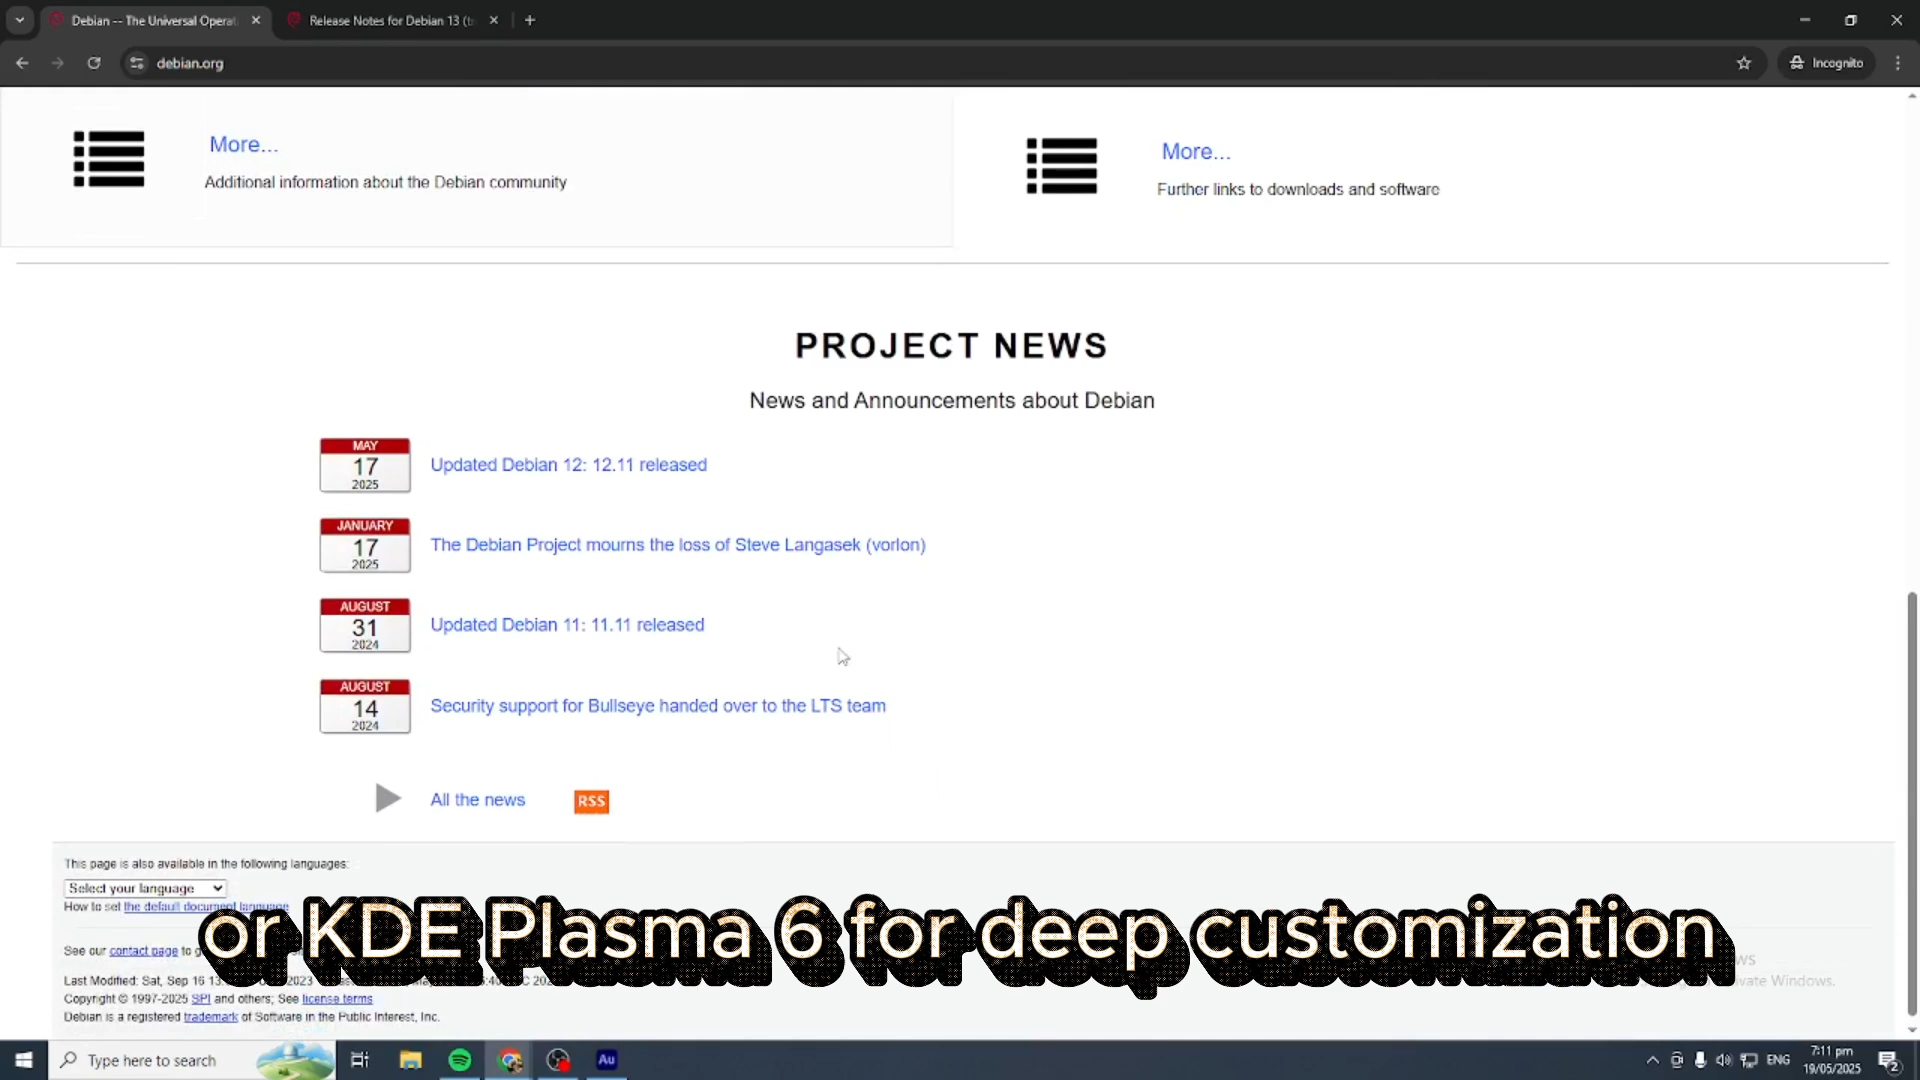 Debian -- The Universal Operat
Release Notes for Debian 13 (t
debian.org
Incognito
More...
Additional information about the Debian community
More...
Further links to downloads and software
PROJECT NEWS
News and Announcements about Debian
MAY
17
2025
Updated Debian 12: 12.11 released
JANUARY
17
2025
The Debian Project mourns the loss of Steve Langasek (vorlon)
AUGUST
31
2024
Updated Debian 11: 11.11 released
AUGUST
14
2024
Security support for Bullseye handed over to the LTS team
All the news
RSS
This page is also available in the following languages:
Select your language
How to set the default document language
or KDE Plasma 6 for deep customization
See our contact page to g
Last Modified: Sat, Sep 16 13
Copyright © 1997-2025 SPI and others; See license terms
Debian is a registered trademark of Software in the Public Interest, Inc.
Type here to search
Au
ENG
7:11 pm
19/05/2025
2